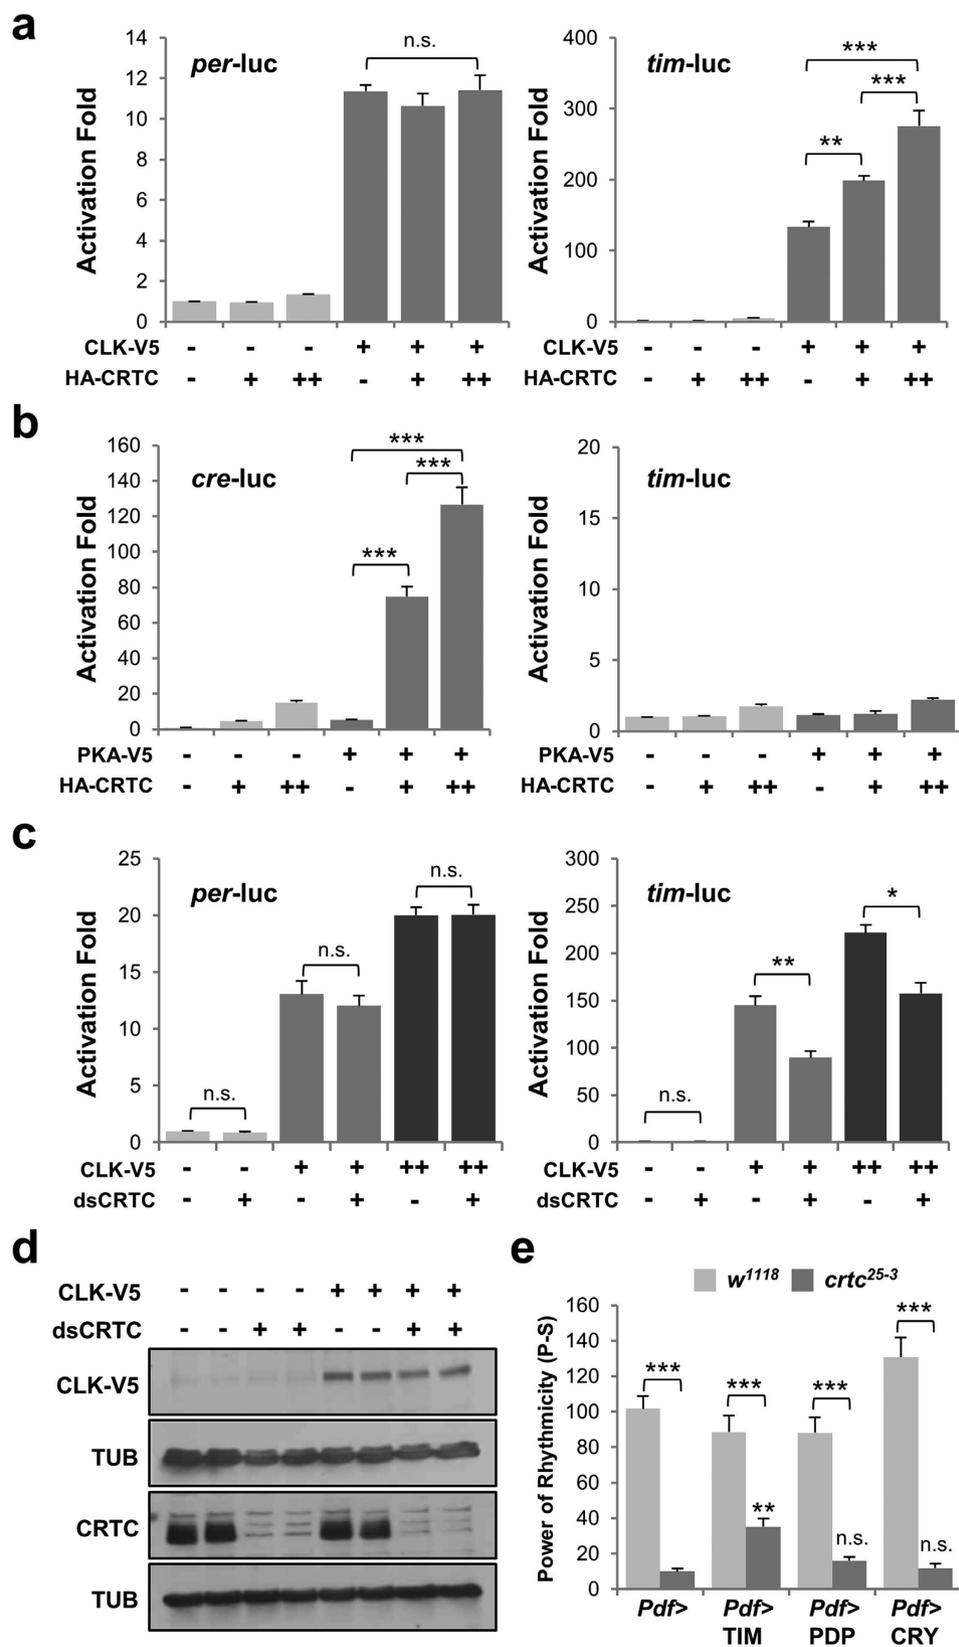 a
per-luc
n.s.
Activation Fold
14
12
10
8
6
4
2
0
CLK-V5 - - - + + +
HA-CRTC - + ++ - + ++
tim-luc
***
***
**
Activation Fold
400
300
200
100
0
CLK-V5 - - - + + +
HA-CRTC - + ++ - + ++
b
cre-luc
***
***
***
Activation Fold
160
140
120
100
80
60
40
20
0
PKA-V5 - - - + + +
HA-CRTC - + ++ - + ++
tim-luc
Activation Fold
20
15
10
5
0
PKA-V5 - - - + + +
HA-CRTC - + ++ - + ++
c
per-luc
n.s.
n.s.
n.s.
Activation Fold
25
20
15
10
5
0
CLK-V5 - - + + ++ ++
dsCRTC - + - + - +
tim-luc
*
**
n.s.
Activation Fold
300
250
200
150
100
50
0
CLK-V5 - - + + ++ ++
dsCRTC - + - + - +
d
CLK-V5 - - - - + + + +
dsCRTC - - + + - - + +
CLK-V5
TUB
CRTC
TUB
e
w1118 crtc25-3
Power of Rhythmicity (P-S)
160
140
120
100
80
60
40
20
0
*** *** *** ***
** n.s. n.s.
Pdf> Pdf> Pdf> Pdf>
TIM PDP CRY